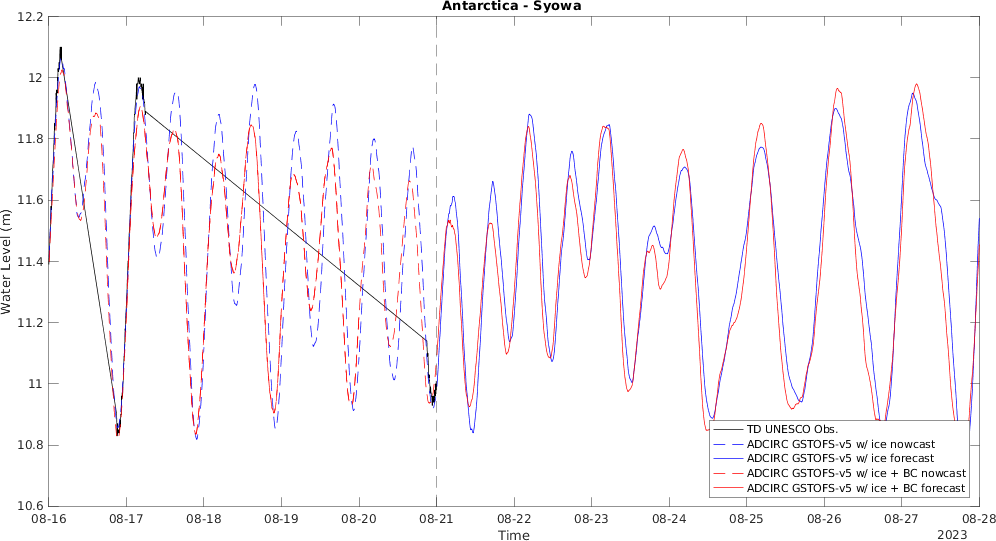 Antarctica - Syowa
12.2
12
11.8
11.6
11.4
11.2
11
10.8
10.6
Water Level (m)
08-16
08-17
08-18
08-19
08-20
08-21
08-22
08-23
08-24
08-25
08-26
08-27
08-28
Time
2023
TD UNESCO Obs.
ADCIRC GSTOFS-v5 w/ ice nowcast
ADCIRC GSTOFS-v5 w/ ice forecast
ADCIRC GSTOFS-v5 w/ ice + BC nowcast
ADCIRC GSTOFS-v5 w/ ice + BC forecast